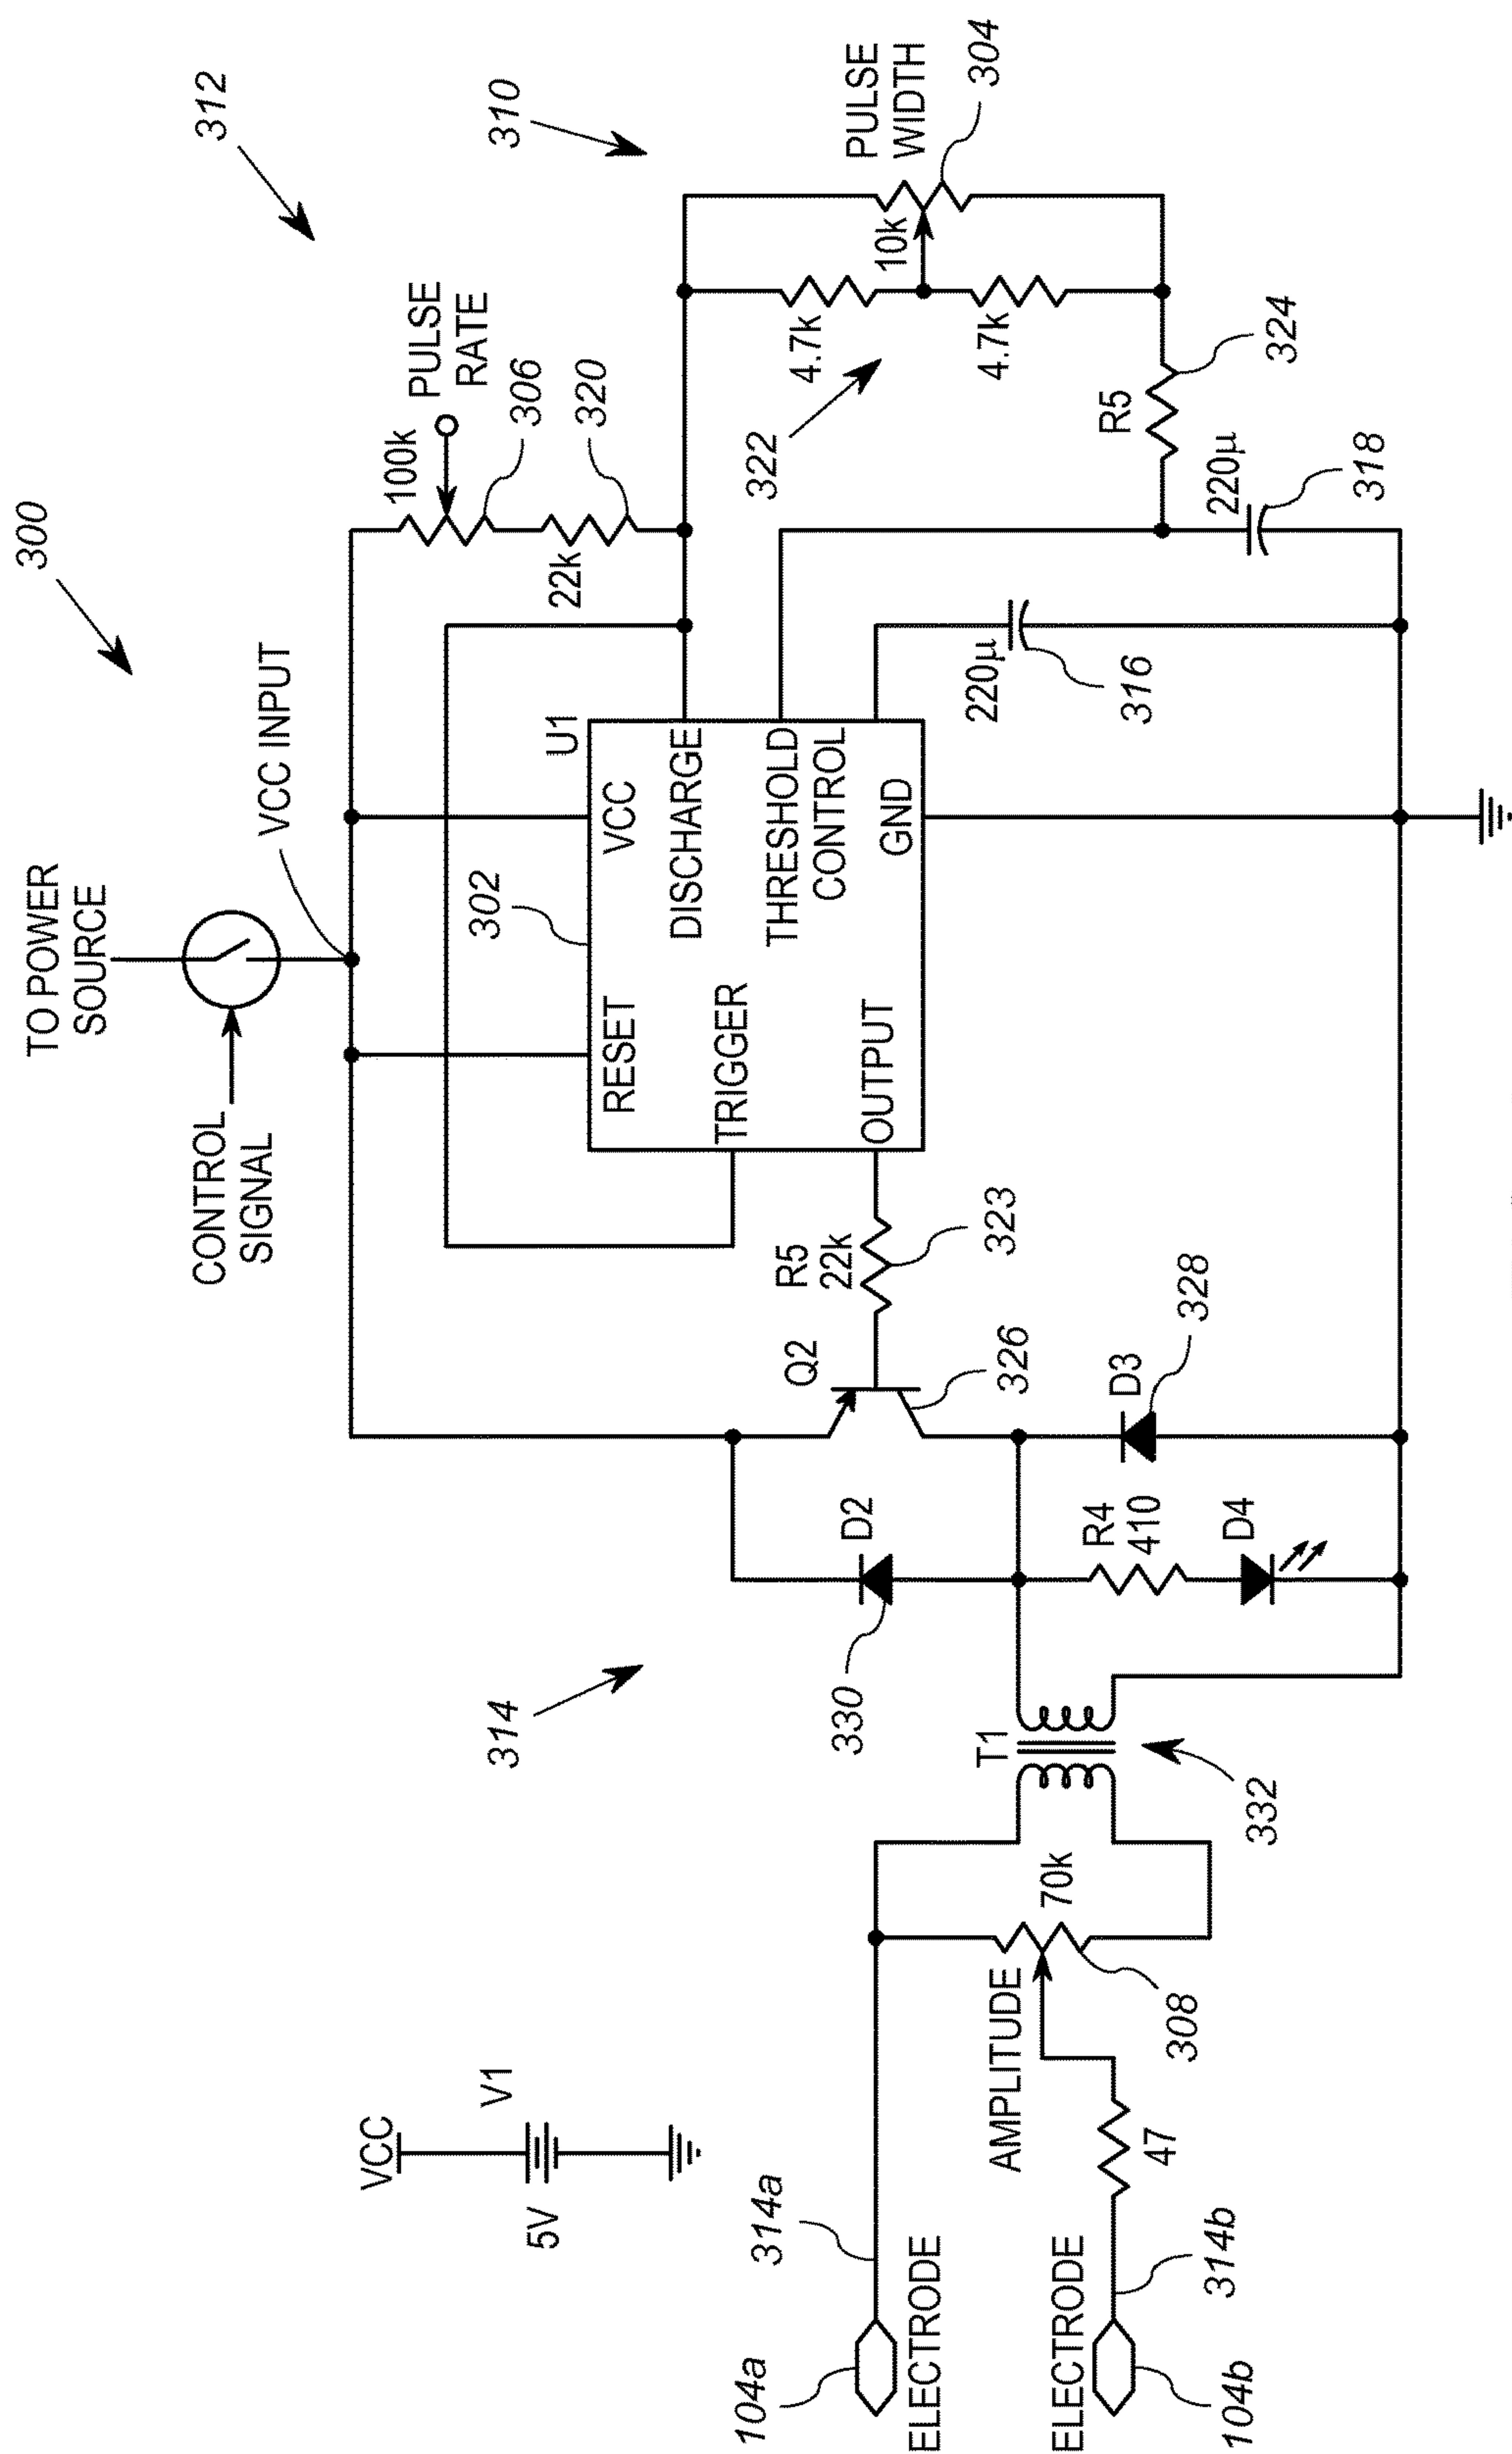 300
312
310
TO POWER
SOURCE
CONTROL
SIGNAL
VCC INPUT
100k
PULSE
RATE
306
22k
320
302
U1
RESET
VCC
TRIGGER
DISCHARGE
OUTPUT
THRESHOLD
CONTROL
GND
4.7k
4.7k
322
10k
PULSE
WIDTH
304
R5
324
220μ
318
220μ
316
R5
22k
323
Q2
326
D3
328
D2
330
R4
410
D4
314
T1
332
70k
AMPLITUDE
308
47
VCC
V1
5V
314a
104a
ELECTRODE
314b
ELECTRODE
104b